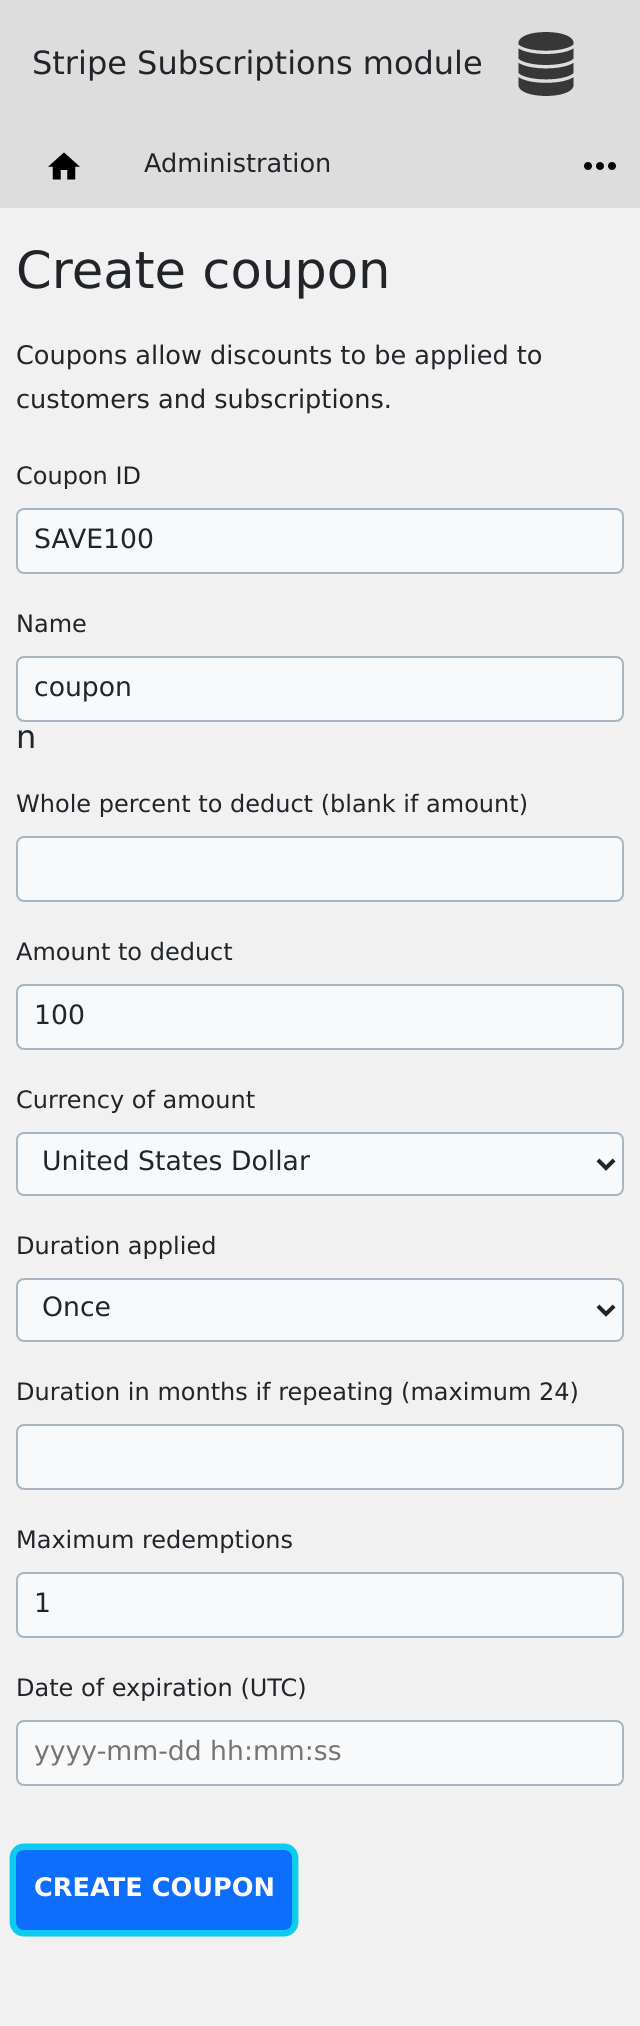 Stripe Subscriptions module
Administration
Create coupon
Coupons allow discounts to be applied to
customers and subscriptions.
Coupon ID
SAVE100
Name
coupon
n
Whole percent to deduct (blank if amount)
Amount to deduct
100
Currency of amount
United States Dollar
Duration applied
Once
Duration in months if repeating (maximum 24)
Maximum redemptions
1
Date of expiration (UTC)
yyyy-mm-dd hh:mm:ss
CREATE COUPON